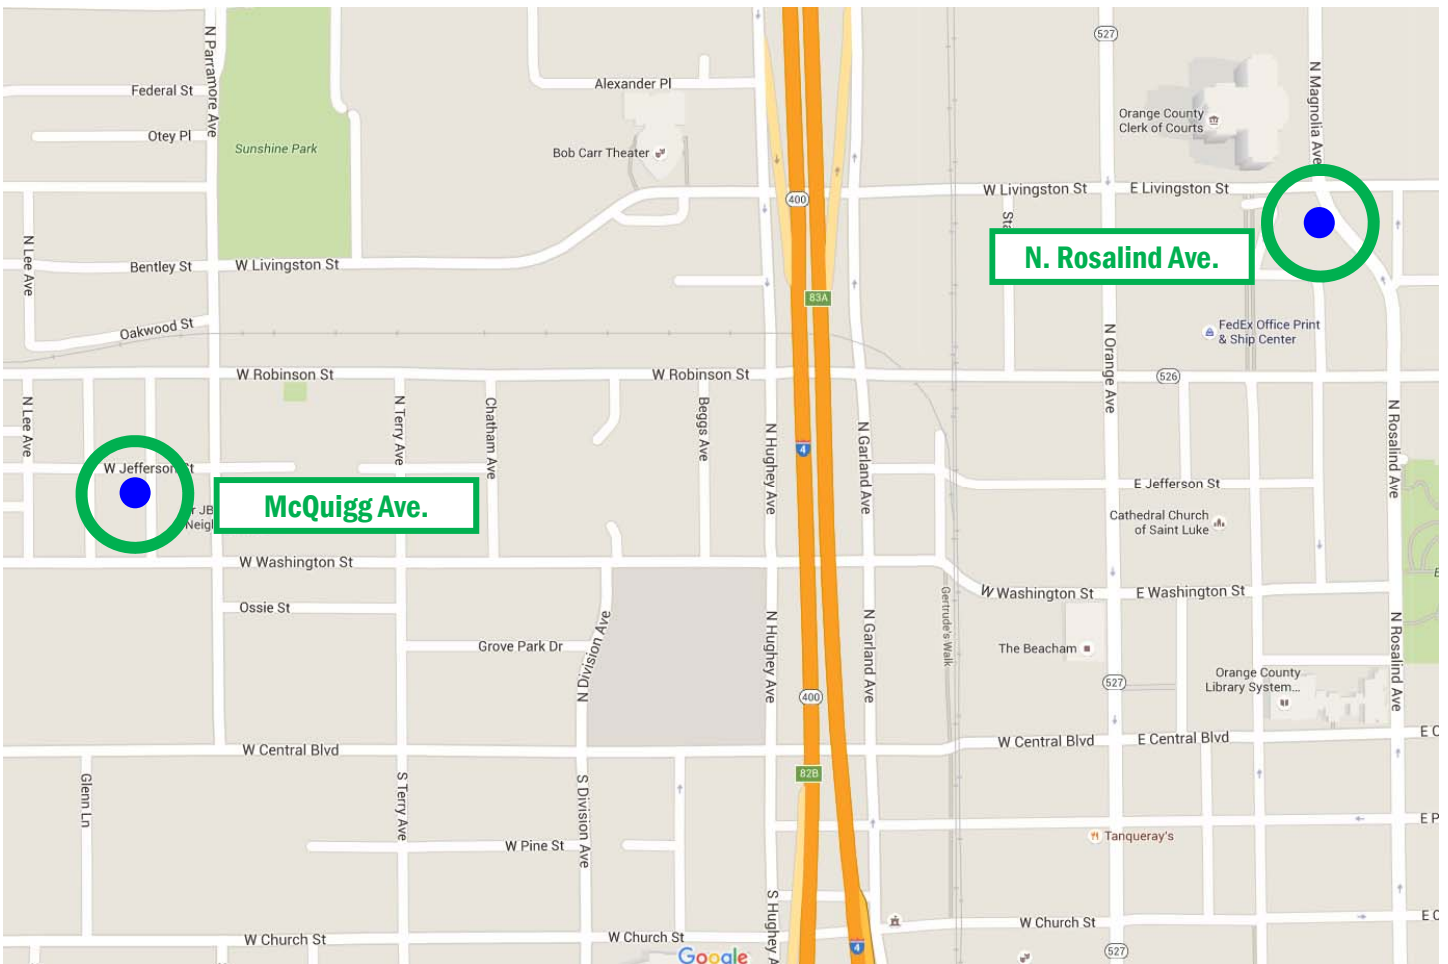 527
N Parramore Ave
Federal St
Alexander Pl
N Magnolia Ave
Orange County
Clerk of Courts
Otey Pl
Sunshine Park
Bob Carr Theater
W Livingston St
E Livingston St
400
N Lee Ave
Bentley St
W Livingston St
N. Rosalind Ave.
83A
Oakwood St
FedEx Office Print
& Ship Center
N Orange Ave
W Robinson St
W Robinson St
526
N Lee Ave
N Terry Ave
Chatham Ave
Beggs Ave
N Hughey Ave
4
N Garland Ave
N Rosalind Ave
W Jefferson St
E Jefferson St
McQuigg Ave.
Cathedral Church
of Saint Luke
W Washington St
W Washington St
E Washington St
Ossie St
Gertrude's Walk
N Division Ave
N Hughey Ave
N Garland Ave
N Rosalind Ave
Grove Park Dr
The Beacham
Orange County
Library System...
400
527
W Central Blvd
W Central Blvd
E Central Blvd
82B
Glenn Ln
S Terry Ave
S Division Ave
Tanqueray's
W Pine St
S Hughey A
W Church St
W Church St
W Church St
4
527
Google